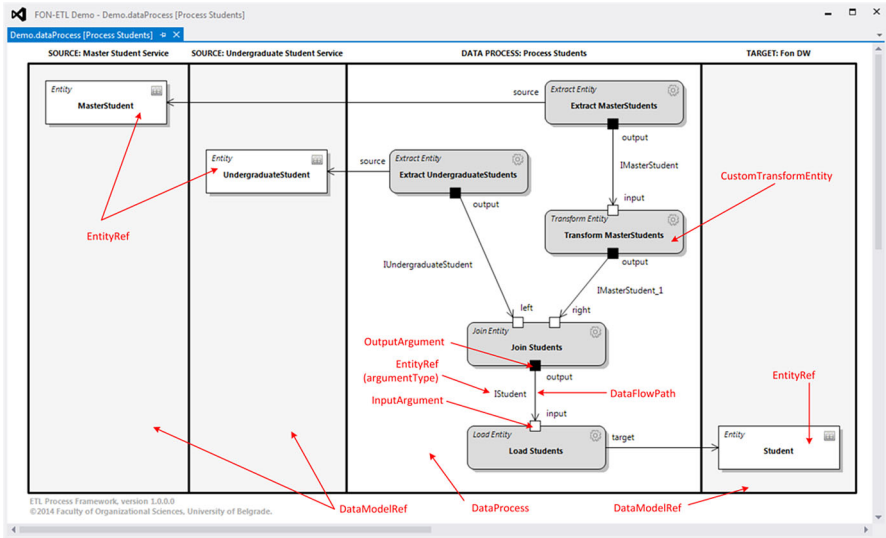 FON-ETL Demo - Demo.dataProcess [Process Students]
Demo.dataProcess [Process Students]
SOURCE: Master Student Service
SOURCE: Undergraduate Student Service
DATA PROCESS: Process Students
TARGET: Fon DW
Entity
MasterStudent
source
Extract Entity
Extract MasterStudents
output
IMasterStudent
Entity
UndergraduateStudent
source
Extract Entity
Extract UndergraduateStudents
output
input
CustomTransformEntity
Transform Entity
Transform MasterStudents
EntityRef
output
IUndergraduateStudent
IMasterStudent_1
left
right
Join Entity
Join Students
OutputArgument
output
EntityRef
(argumentType)
IStudent
DataFlowPath
EntityRef
InputArgument
input
Load Entity
Load Students
target
Entity
Student
ETL Process Framework, version 1.0.0.0
©2014 Faculty of Organizational Sciences, University of Belgrade.
DataModelRef
DataProcess
DataModelRef